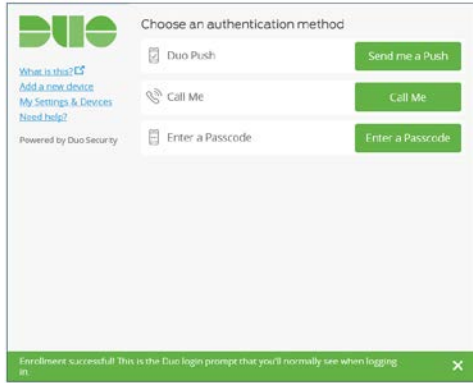 DUO
Choose an authentication method
Duo Push
Send me a Push
What is this?
Add a new device
My Settings & Devices
Need help?
Call Me
Call Me
Powered by Duo Security
Enter a Passcode
Enter a Passcode
Enrollment successful! This is the Duo login prompt that you'll normally see when logging
in.